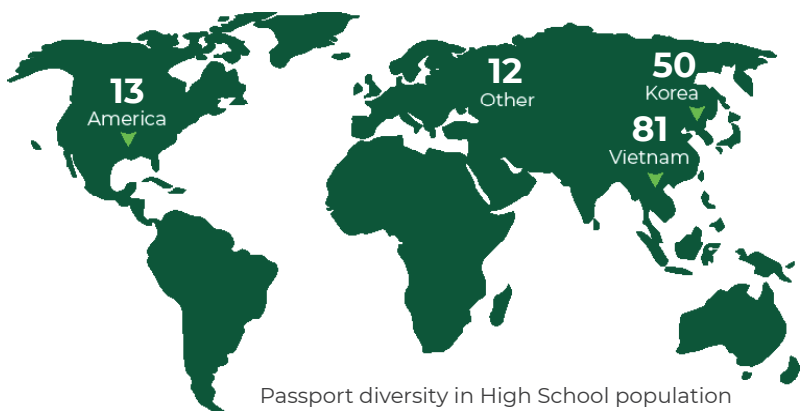 13
America
12
Other
50
Korea
81
Vietnam
Passport diversity in High School population